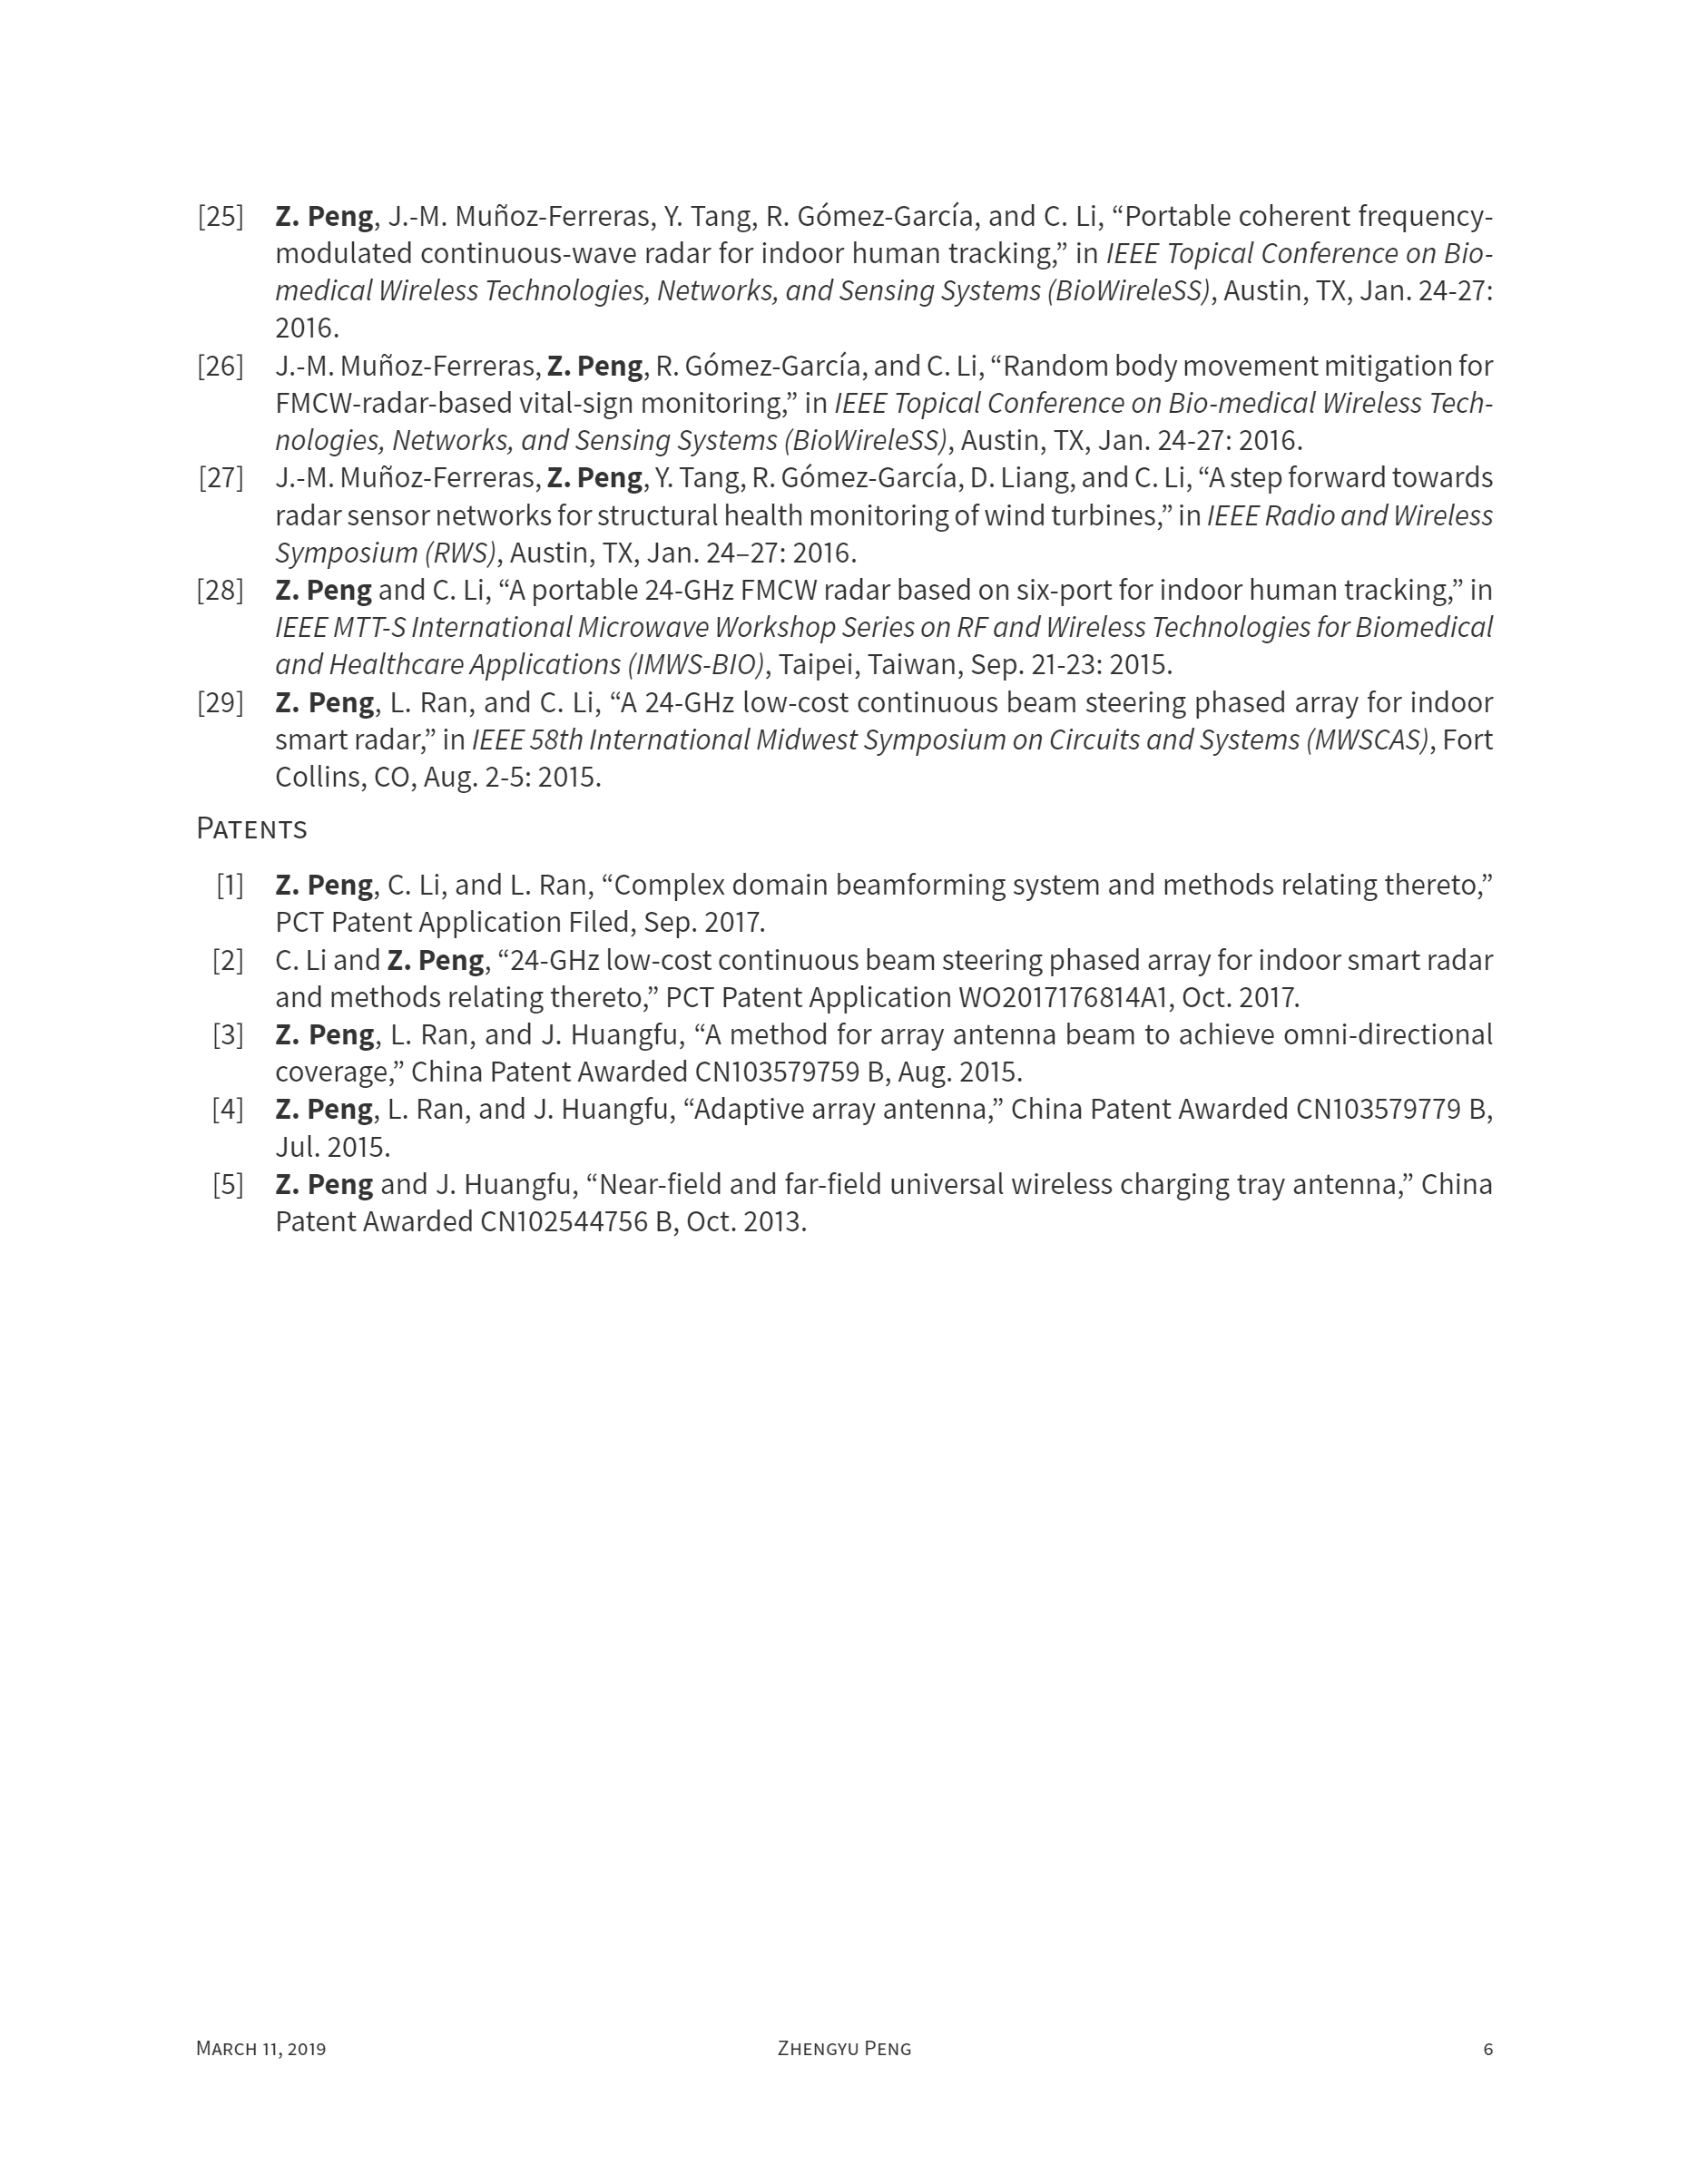 [25] Z. Peng, J.-M. Muñoz-Ferreras, Y. Tang, R. Gómez-García, and C. Li, “Portable coherent frequency-
modulated continuous-wave radar for indoor human tracking,” in IEEE Topical Conference on Bio-
medical Wireless Technologies, Networks, and Sensing Systems (BioWireleSS), Austin, TX, Jan. 24-27:
2016.
[26] J.-M. Muñoz-Ferreras, Z. Peng, R. Gómez-García, and C. Li, “Random body movement mitigation for
FMCW-radar-based vital-sign monitoring,” in IEEE Topical Conference on Bio-medical Wireless Tech-
nologies, Networks, and Sensing Systems (BioWireleSS), Austin, TX, Jan. 24-27: 2016.
[27] J.-M. Muñoz-Ferreras, Z. Peng, Y. Tang, R. Gómez-García, D. Liang, and C. Li, “A step forward towards
radar sensor networks for structural health monitoring of wind turbines,” in IEEE Radio and Wireless
Symposium (RWS), Austin, TX, Jan. 24–27: 2016.
[28] Z. Peng and C. Li, “A portable 24-GHz FMCW radar based on six-port for indoor human tracking,” in
IEEE MTT-S International Microwave Workshop Series on RF and Wireless Technologies for Biomedical
and Healthcare Applications (IMWS-BIO), Taipei, Taiwan, Sep. 21-23: 2015.
[29] Z. Peng, L. Ran, and C. Li, “A 24-GHz low-cost continuous beam steering phased array for indoor
smart radar,” in IEEE 58th International Midwest Symposium on Circuits and Systems (MWSCAS), Fort
Collins, CO, Aug. 2-5: 2015.
Patents
[1] Z. Peng, C. Li, and L. Ran, “Complex domain beamforming system and methods relating thereto,”
PCT Patent Application Filed, Sep. 2017.
[2] C. Li and Z. Peng, “24-GHz low-cost continuous beam steering phased array for indoor smart radar
and methods relating thereto,” PCT Patent Application WO2017176814A1, Oct. 2017.
[3] Z. Peng, L. Ran, and J. Huangfu, “A method for array antenna beam to achieve omni-directional
coverage,” China Patent Awarded CN103579759 B, Aug. 2015.
[4] Z. Peng, L. Ran, and J. Huangfu, “Adaptive array antenna,” China Patent Awarded CN103579779 B,
Jul. 2015.
[5] Z. Peng and J. Huangfu, “Near-field and far-field universal wireless charging tray antenna,” China
Patent Awarded CN102544756 B, Oct. 2013.
March 11, 2019 Zhengyu Peng 6